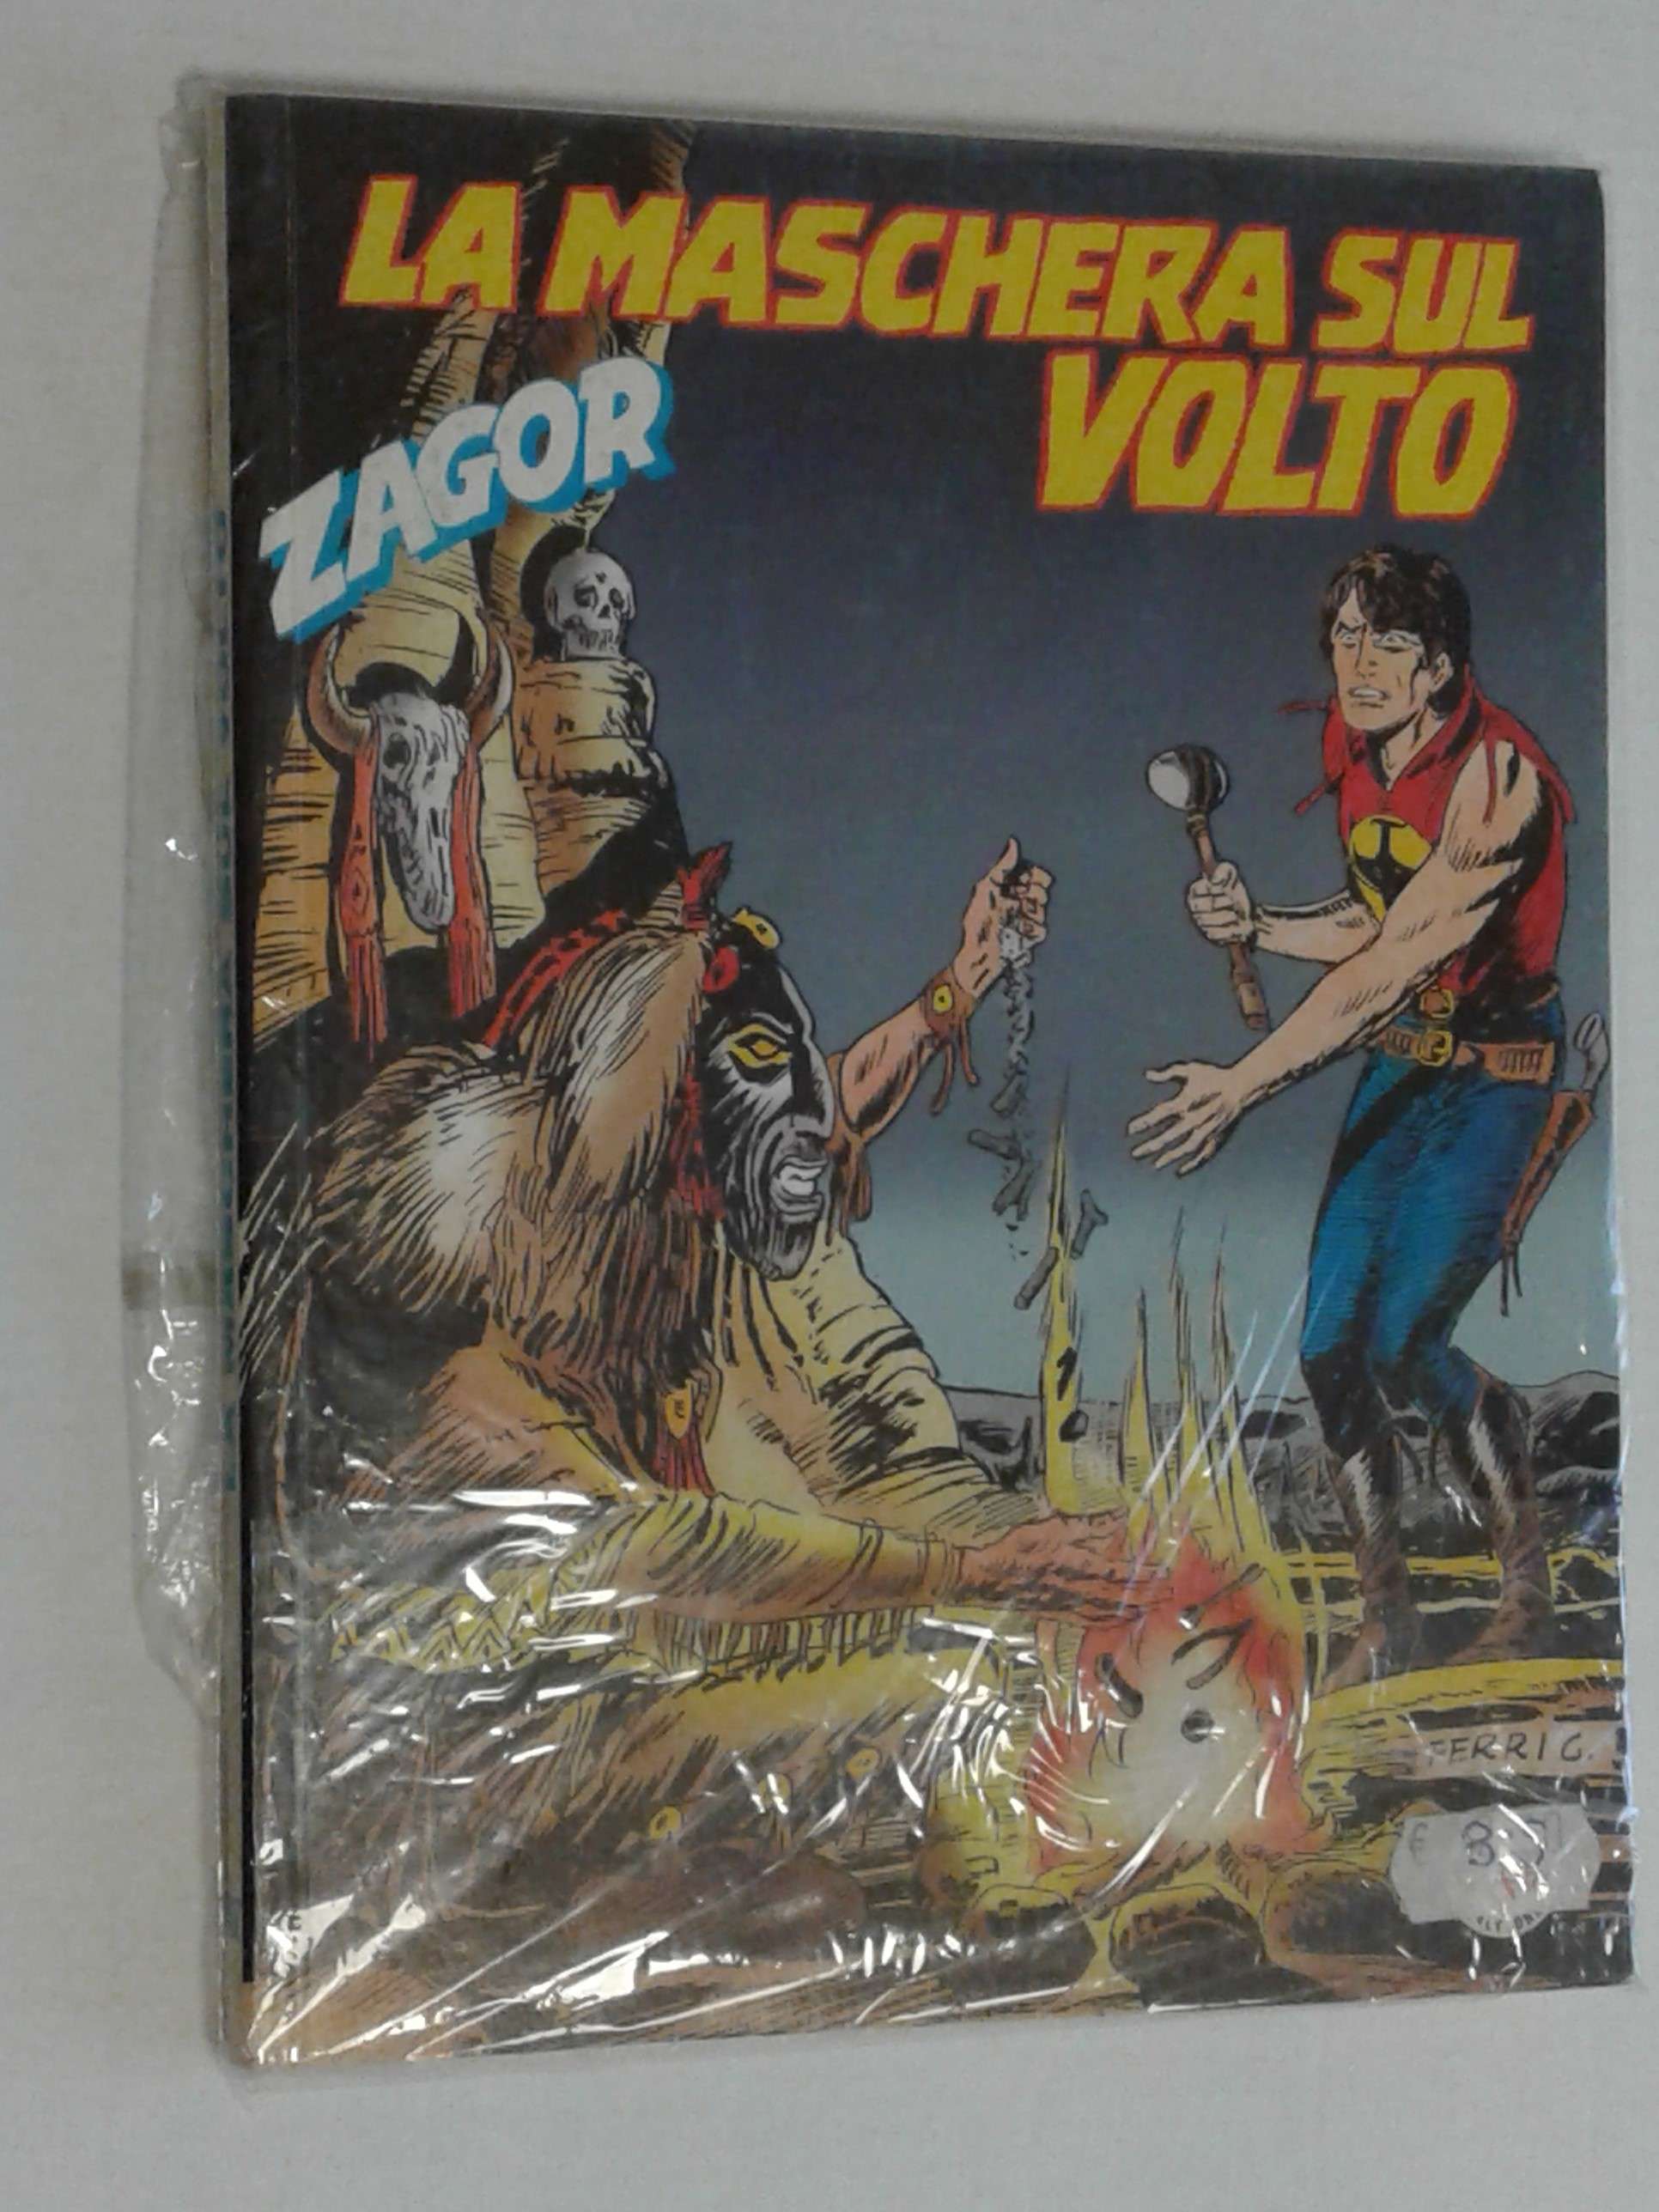 LA MASCHERA SUL
VOLTO
ZAGOR
FERRI G.